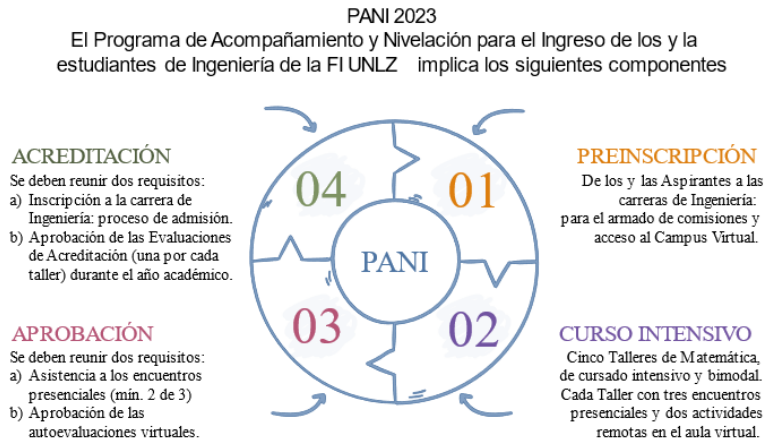 PANI 2023
El Programa de Acompañamiento y Nivelación para el Ingreso de los y la
estudiantes de Ingeniería de la FI UNLZ implica los siguientes componentes
ACREDITACIÓN
Se deben reunir dos requisitos:
a) Inscripción a la carrera de
Ingeniería: proceso de admisión.
b) Aprobación de las Evaluaciones
de Acreditación (una por cada
taller) durante el año académico.
04
01
PREINSCRIPCIÓN
De los y las Aspirantes a las
carreras de Ingeniería:
para el armado de comisiones y
acceso al Campus Virtual.
PANI
APROBACIÓN
Se deben reunir dos requisitos:
a) Asistencia a los encuentros
presenciales (mín. 2 de 3)
b) Aprobación de las
autoevaluaciones virtuales.
03
02
CURSO INTENSIVO
Cinco Talleres de Matemática,
de cursado intensivo y bimodal.
Cada Taller con tres encuentros
presenciales y dos actividades
remotas en el aula virtual.